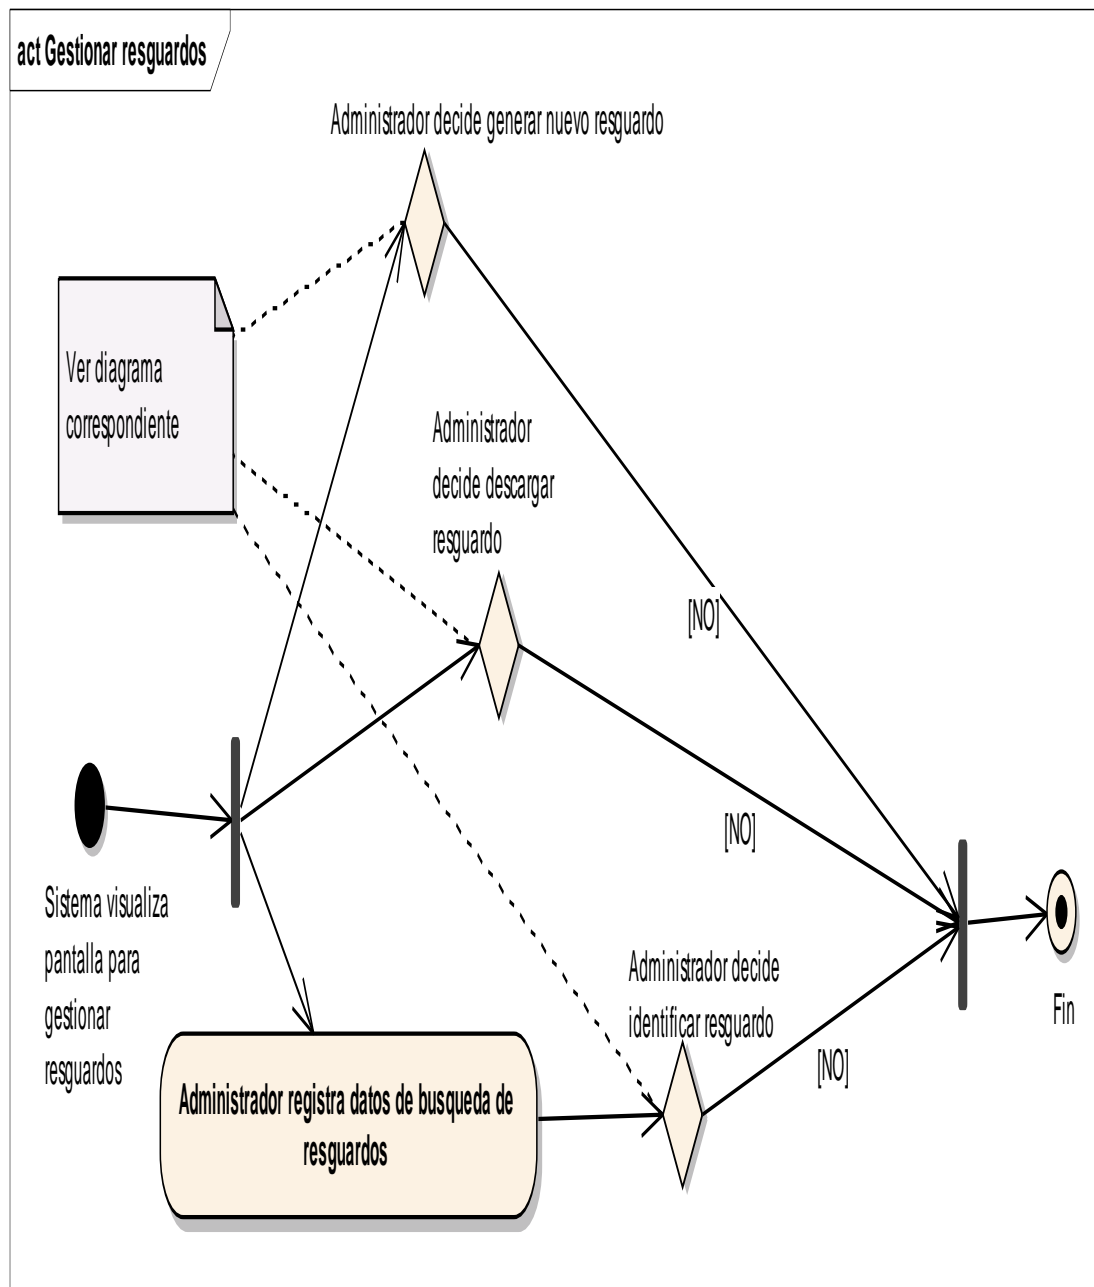 act Gestionar resguardos
Administrador decide generar nuevo resguardo
Ver diagrama
correspondiente
Administrador
decide descargar
resguardo
[NO]
[NO]
Sistema visualiza
pantalla para
gestionar
resguardos
Administrador decide
identificar resguardo
[NO]
Fin
Administrador registra datos de busqueda de
resguardos